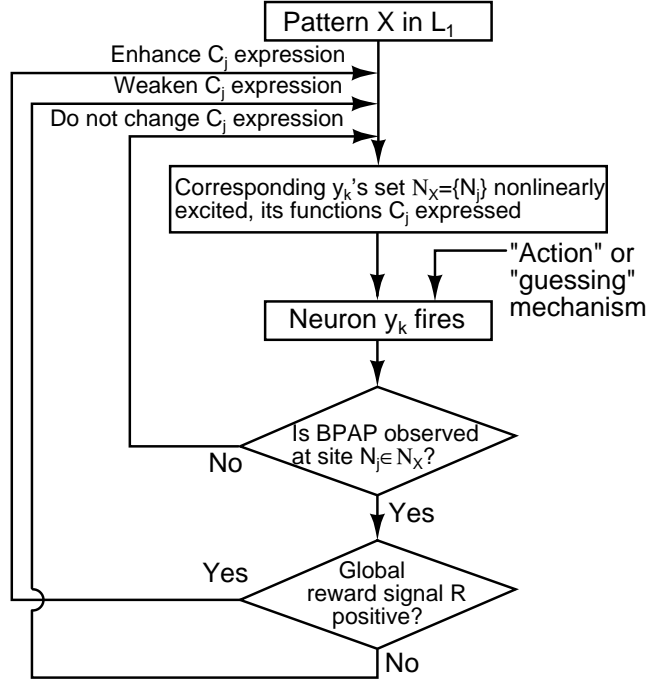 Pattern X in L₁
Enhance Cⱼ expression
Weaken Cⱼ expression
Do not change Cⱼ expression
Corresponding yₖ's set N_X={Nⱼ} nonlinearly
excited, its functions Cⱼ expressed
"Action" or
"guessing"
mechanism
Neuron yₖ fires
Is BPAP observed
at site Nⱼ∈N_X?
No
Yes
Yes
Global
reward signal R
positive?
No